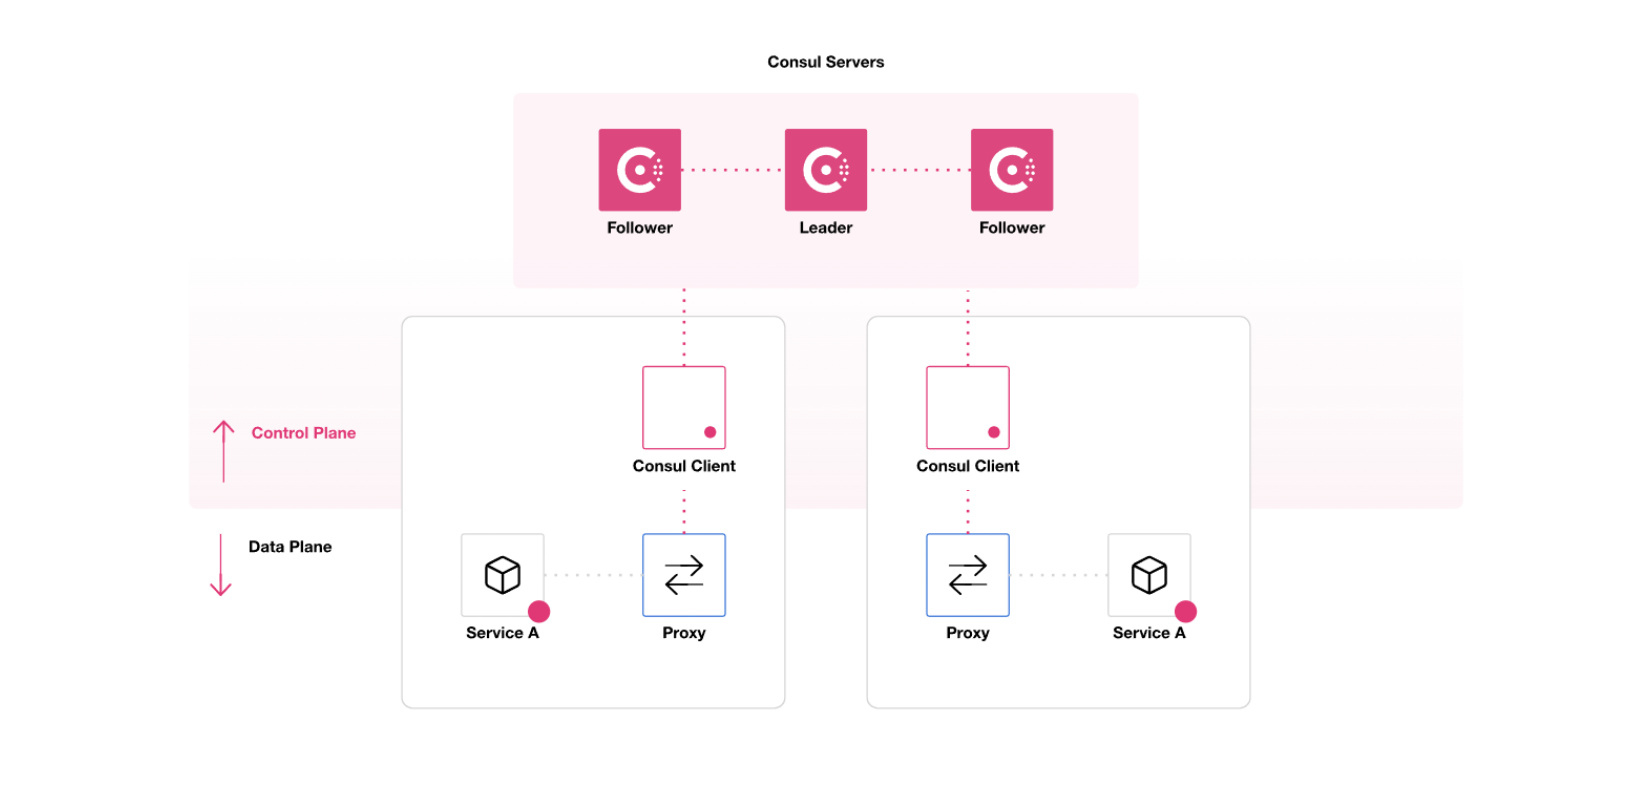 Consul Servers
Follower
Leader
Follower
Control Plane
Consul Client
Consul Client
Data Plane
Service A
Proxy
Proxy
Service A